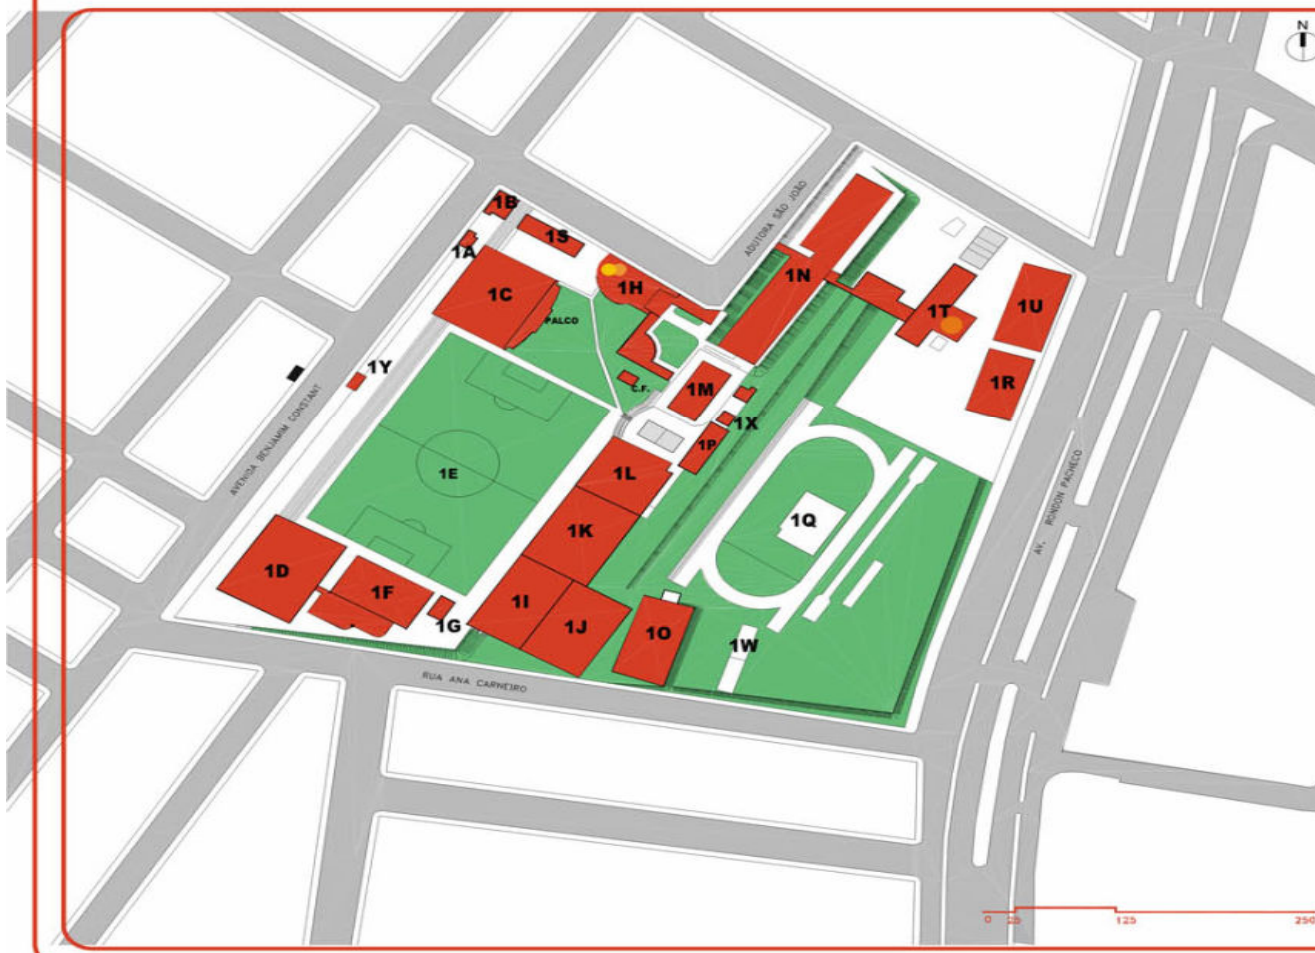 N
1B
1S
ADUTORA SÃO JOÃO
1A
1N
1H
1C
1T
1U
PALCO
1Y
1R
C.F.
1M
1X
AVENIDA BENJAMIM CONSTANT
1P
1E
1L
AV. RONDON PACHECO
1Q
1K
1D
1F
1I
1G
1J
1O
1W
RUA ANA CARNEIRO
0 25 125 250